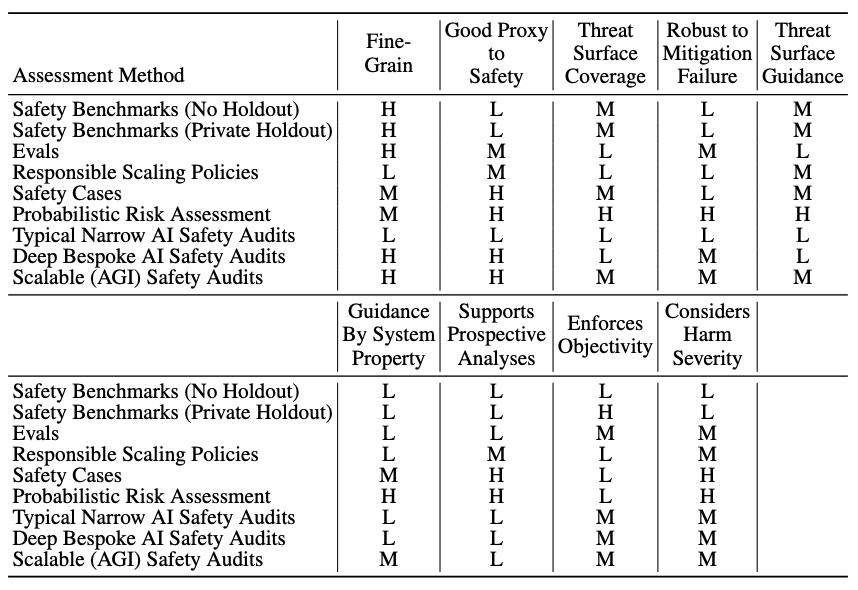 Assessment Method | Fine-Grain | Good Proxy to Safety | Threat Surface Coverage | Robust to Mitigation Failure | Threat Surface Guidance
Safety Benchmarks (No Holdout) H L M L M
Safety Benchmarks (Private Holdout) H L M L M
Evals H M L M L
Responsible Scaling Policies L M L L M
Safety Cases M H M L M
Probabilistic Risk Assessment M H H H H
Typical Narrow AI Safety Audits L L L L L
Deep Bespoke AI Safety Audits H H L M L
Scalable (AGI) Safety Audits H H M M M
Guidance By System Property | Supports Prospective Analyses | Enforces Objectivity | Considers Harm Severity
Safety Benchmarks (No Holdout) L L L L
Safety Benchmarks (Private Holdout) L L H L
Evals L L M M
Responsible Scaling Policies L M L M
Safety Cases M H L H
Probabilistic Risk Assessment H H L H
Typical Narrow AI Safety Audits L L M M
Deep Bespoke AI Safety Audits L L M M
Scalable (AGI) Safety Audits M L M M